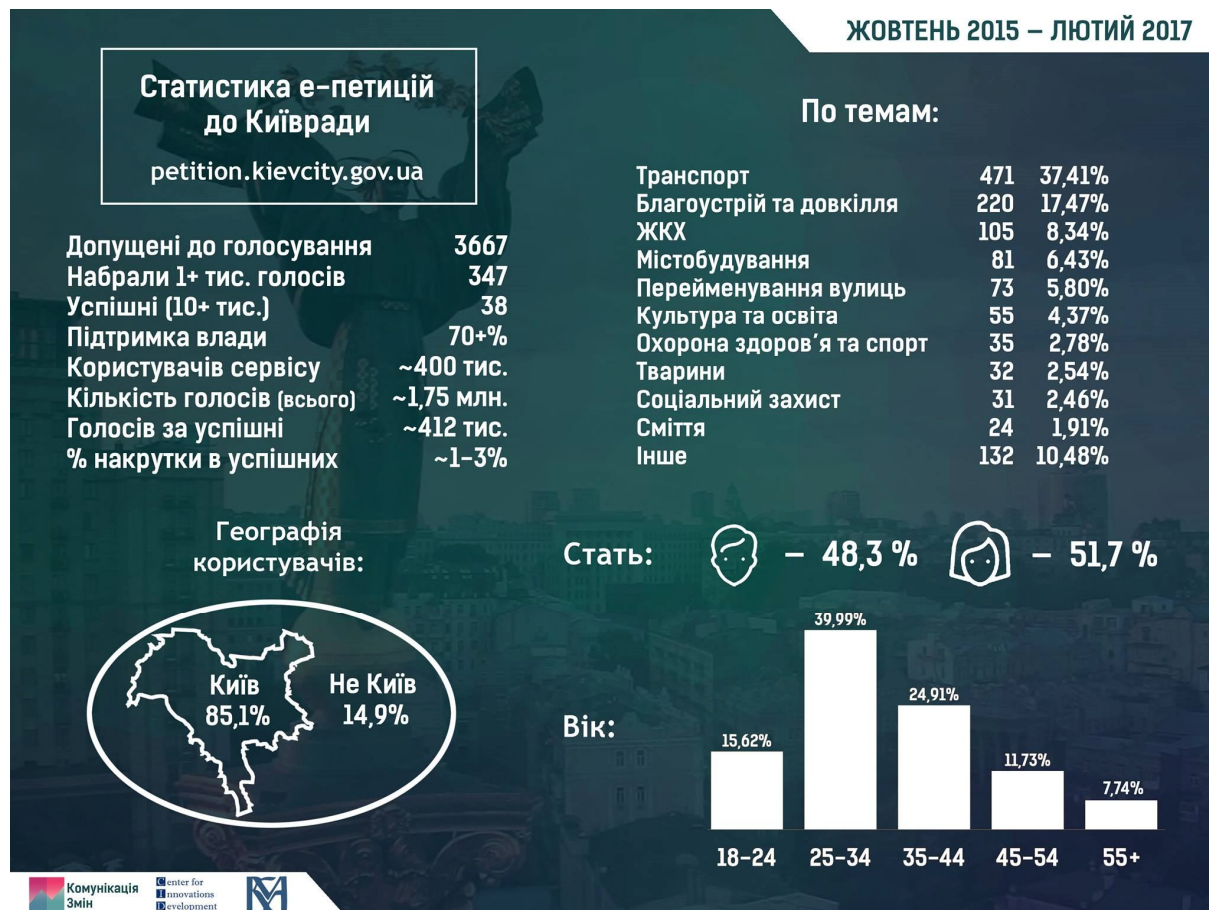 ЖОВТЕНЬ 2015 – ЛЮТИЙ 2017
Статистика е-петицій
до Київради
petition.kievcity.gov.ua
Допущені до голосування 3667
Набрали 1+ тис. голосів 347
Успішні (10+ тис.) 38
Підтримка влади 70+%
Користувачів сервісу ~400 тис.
Кількість голосів (всього) ~1,75 млн.
Голосів за успішні ~412 тис.
% накрутки в успішних ~1-3%
По темам:
Транспорт 471 37,41%
Благоустрій та довкілля 220 17,47%
ЖКХ 105 8,34%
Містобудування 81 6,43%
Перейменування вулиць 73 5,80%
Культура та освіта 55 4,37%
Охорона здоров'я та спорт 35 2,78%
Тварини 32 2,54%
Соціальний захист 31 2,46%
Сміття 24 1,91%
Інше 132 10,48%
Географія
користувачів:
Київ
85,1%
Не Київ
14,9%
Стать: – 48,3 % – 51,7 %
Вік:
15,62%
39,99%
24,91%
11,73%
7,74%
18-24 25-34 35-44 45-54 55+
Комунікація
Змін
Center for
Innovations
Development